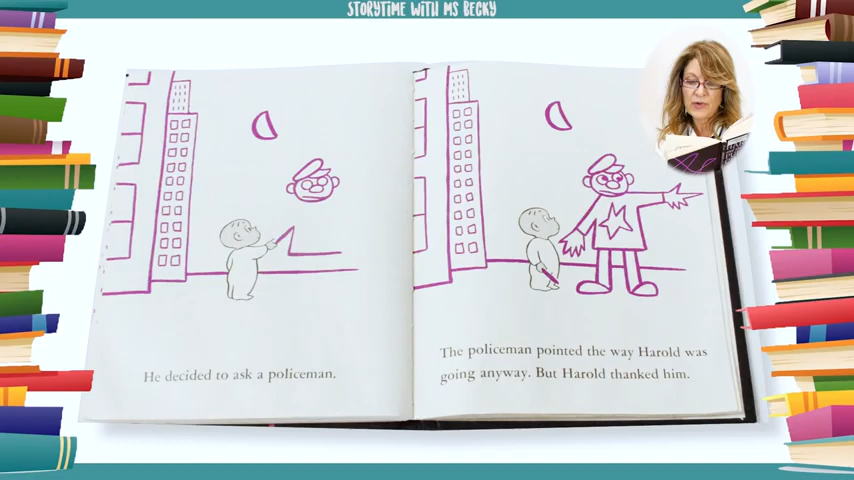 STORYTIME WITH MS BECKY
He decided to ask a policeman.
The policeman pointed the way Harold was
going anyway. But Harold thanked him.